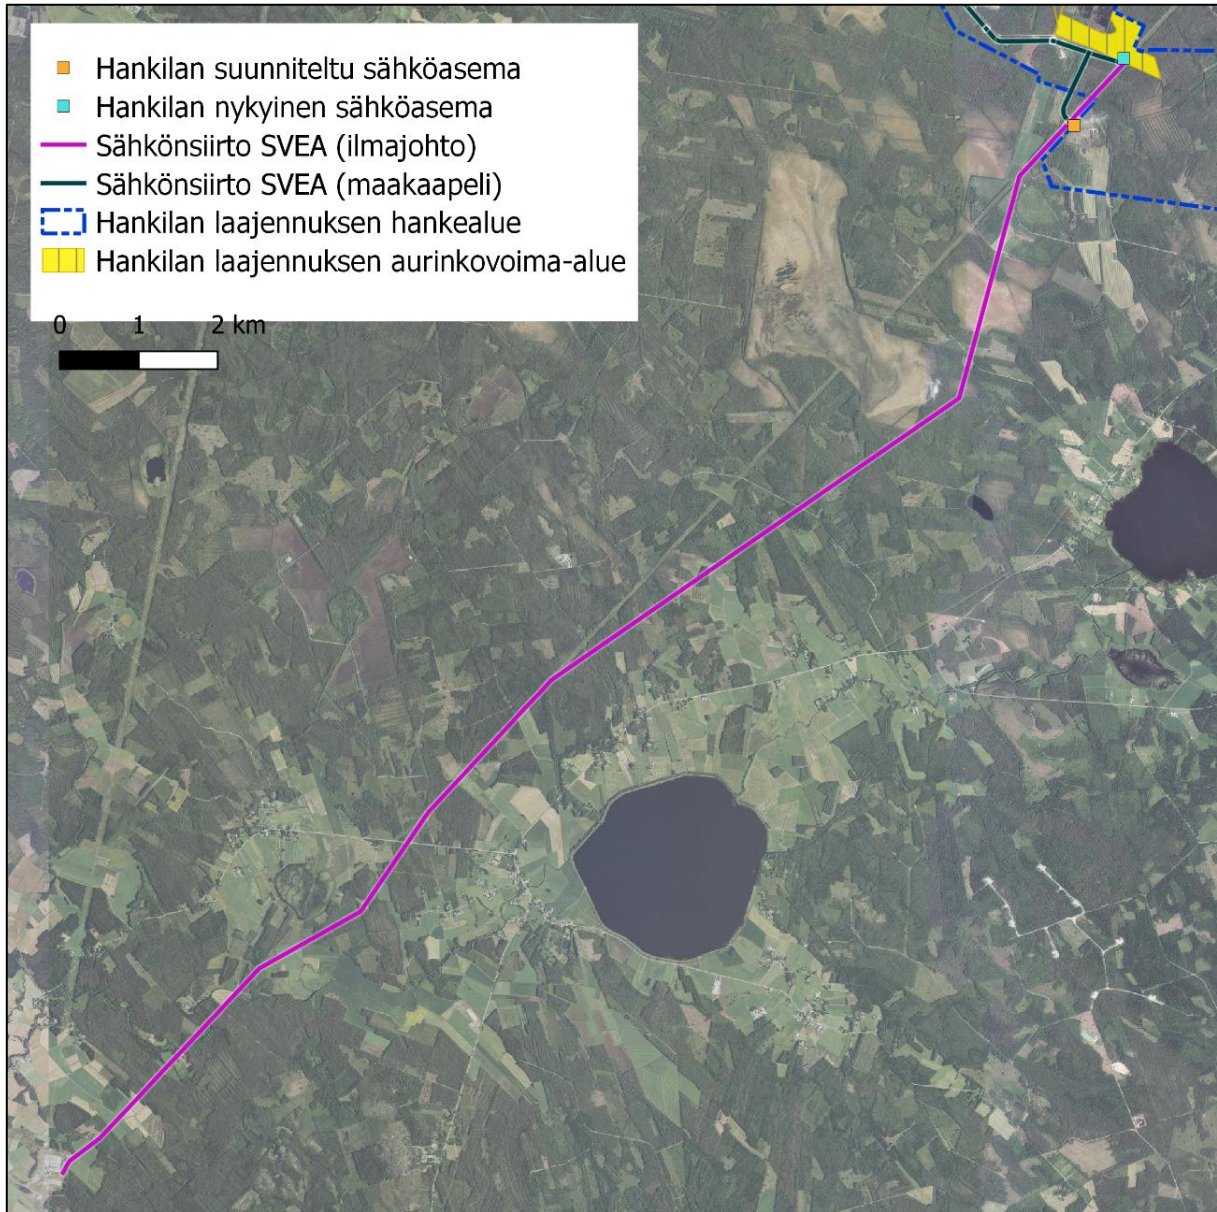 Hankilan suunniteltu sähköasema
Hankilan nykyinen sähköasema
Sähkönsiirto SVEA (ilmajohto)
Sähkönsiirto SVEA (maakaapeli)
Hankilan laajennuksen hankealue
Hankilan laajennuksen aurinkovoima-alue
0 1 2 km